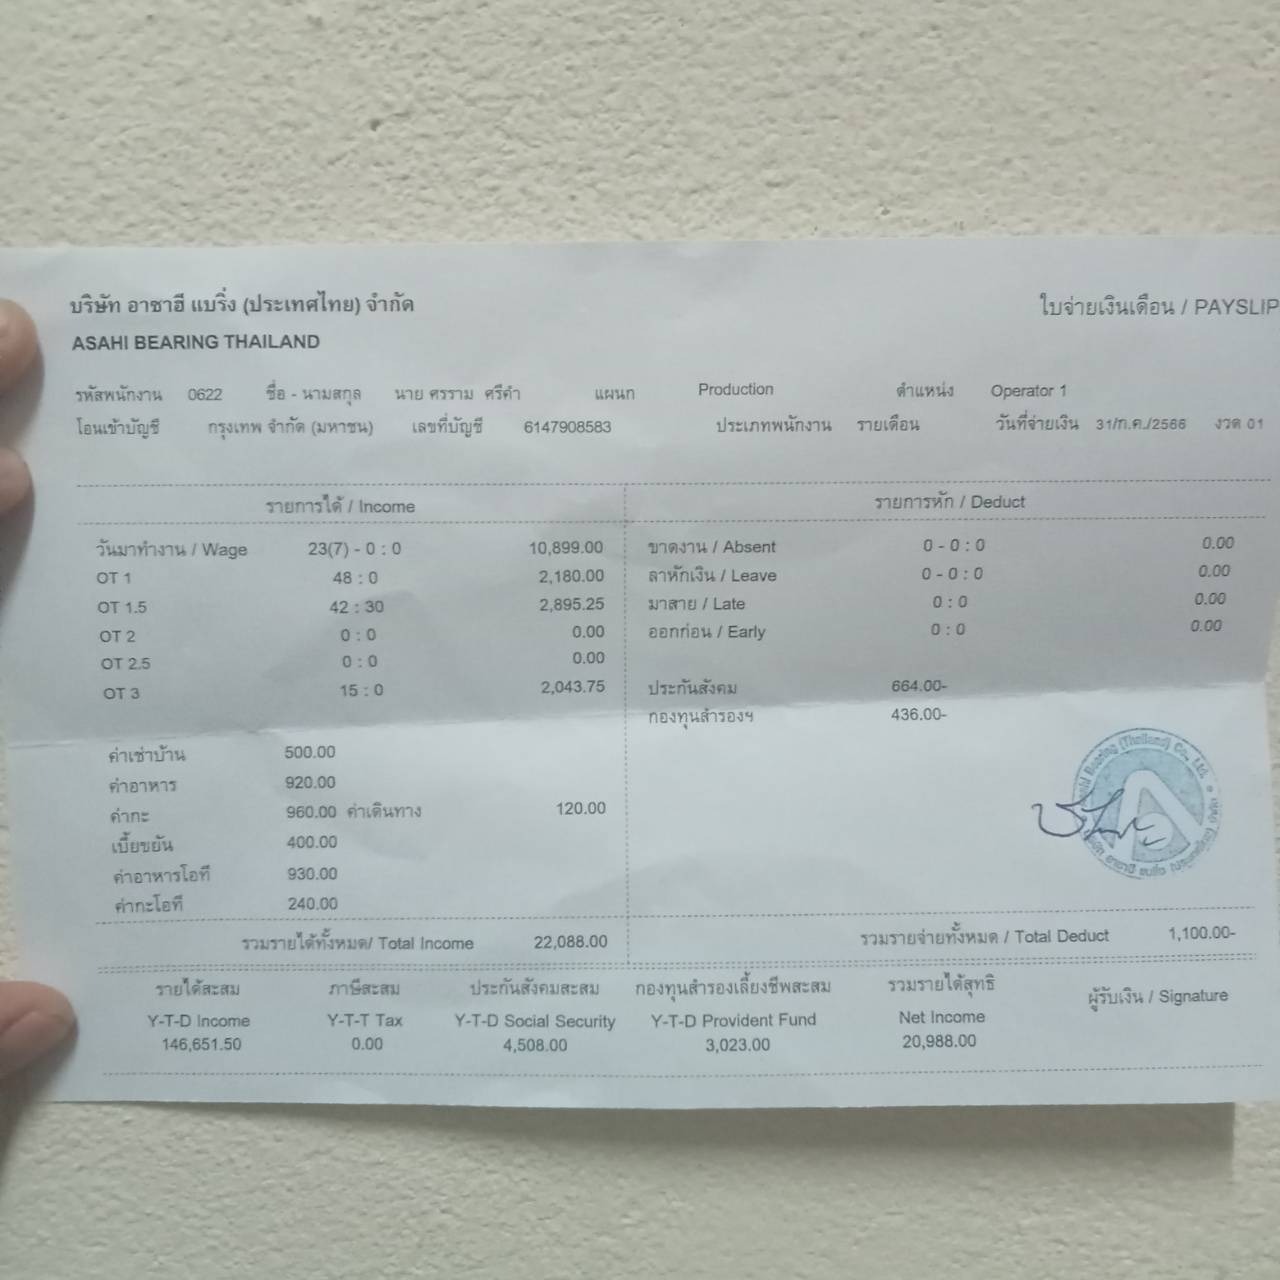 บริษัท อาซาฮี แบริ่ง (ประเทศไทย) จำกัด ใบจ่ายเงินเดือน / PAYSLIP
ASAHI BEARING THAILAND
รหัสพนักงาน 0622 ชื่อ - นามสกุล นาย ศรราม ศรีคำ แผนก Production ตำแหน่ง Operator 1
โอนเข้าบัญชี กรุงเทพ จำกัด (มหาชน) เลขที่บัญชี 6147908583 ประเภทพนักงาน รายเดือน วันที่จ่ายเงิน 31/ก.ค./2566 งวด 01
รายการได้ / Income รายการหัก / Deduct
วันมาทำงาน / Wage 23(7) - 0 : 0 10,899.00 ขาดงาน / Absent 0 - 0 : 0 0.00
OT 1 48 : 0 2,180.00 ลาหักเงิน / Leave 0 - 0 : 0 0.00
OT 1.5 42 : 30 2,895.25 มาสาย / Late 0 : 0 0.00
OT 2 0 : 0 0.00 ออกก่อน / Early 0 : 0 0.00
OT 2.5 0 : 0 0.00
OT 3 15 : 0 2,043.75 ประกันสังคม 664.00-
กองทุนสำรองฯ 436.00-
ค่าเช่าบ้าน 500.00
ค่าอาหาร 920.00
ค่ากะ 960.00 ค่าเดินทาง 120.00
เบี้ยขยัน 400.00
ค่าอาหารโอที 930.00
ค่ากะโอที 240.00
รวมรายได้ทั้งหมด/ Total Income 22,088.00 รวมรายจ่ายทั้งหมด / Total Deduct 1,100.00-
รายได้สะสม ภาษีสะสม ประกันสังคมสะสม กองทุนสำรองเลี้ยงชีพสะสม รวมรายได้สุทธิ ผู้รับเงิน / Signature
Y-T-D Income Y-T-T Tax Y-T-D Social Security Y-T-D Provident Fund Net Income
146,651.50 0.00 4,508.00 3,023.00 20,988.00
Bearing (Thailand) Co., Ltd.